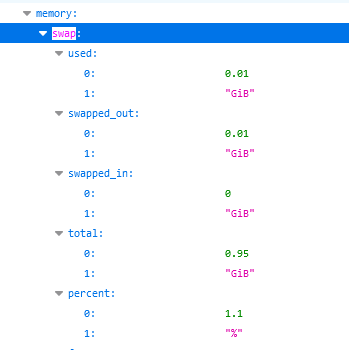 memory:
swap:
used:
0: 0.01
1: "GiB"
swapped_out:
0: 0.01
1: "GiB"
swapped_in:
0: 0
1: "GiB"
total:
0: 0.95
1: "GiB"
percent:
0: 1.1
1: "%"